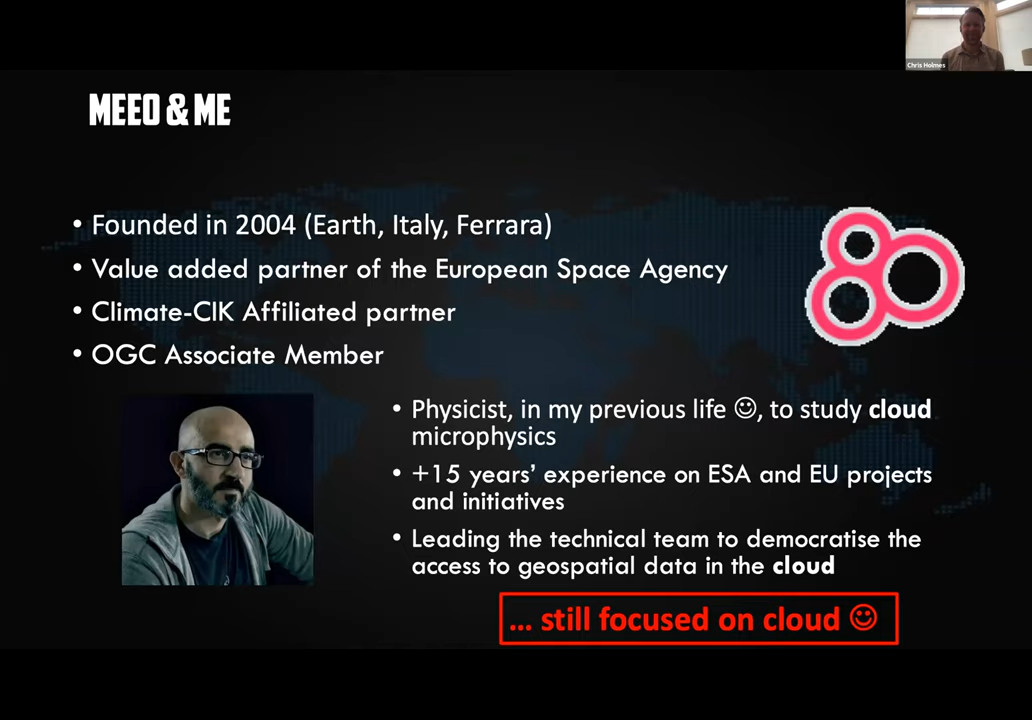 Chris Holmes
MEEO & ME
• Founded in 2004 (Earth, Italy, Ferrara)
• Value added partner of the European Space Agency
• Climate-CIK Affiliated partner
• OGC Associate Member
• Physicist, in my previous life ☺, to study cloud
microphysics
• +15 years’ experience on ESA and EU projects
and initiatives
• Leading the technical team to democratise the
access to geospatial data in the cloud
... still focused on cloud ☺